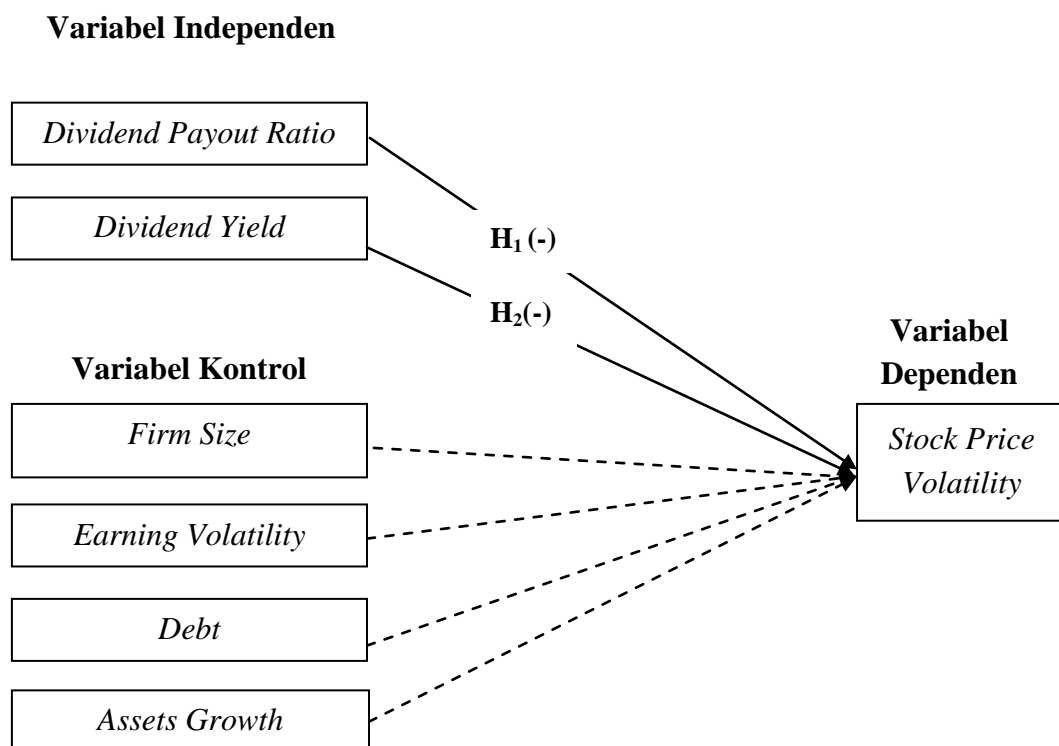 Variabel Independen
Dividend Payout Ratio
Dividend Yield
H₁ (-)
H₂(-)
Variabel Kontrol
Firm Size
Earning Volatility
Debt
Assets Growth
Variabel
Dependen
Stock Price
Volatility